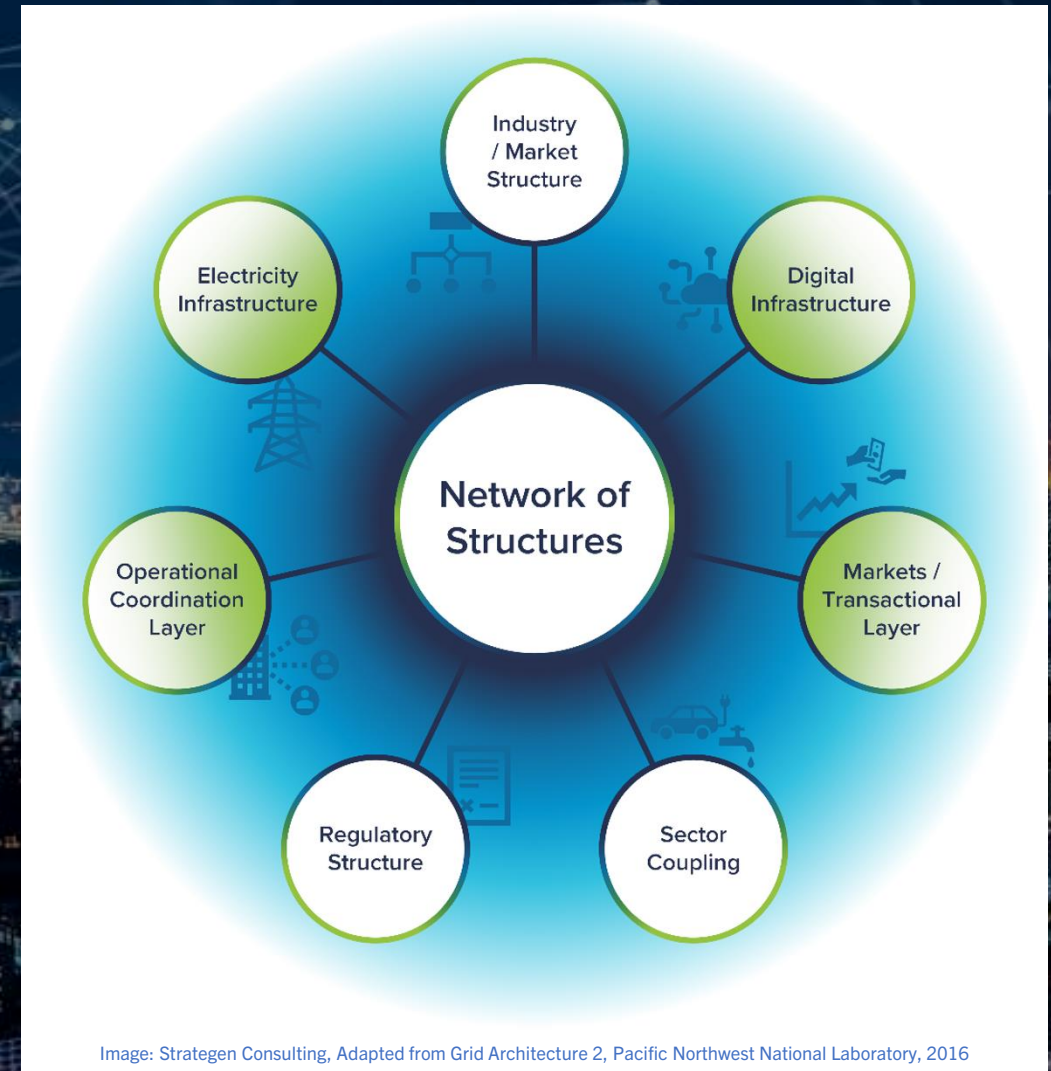 Industry
/ Market
Structure
Electricity
Infrastructure
Digital
Infrastructure
Network of
Structures
Operational
Coordination
Layer
Markets /
Transactional
Layer
Regulatory
Structure
Sector
Coupling
Image: Strategen Consulting, Adapted from Grid Architecture 2, Pacific Northwest National Laboratory, 2016